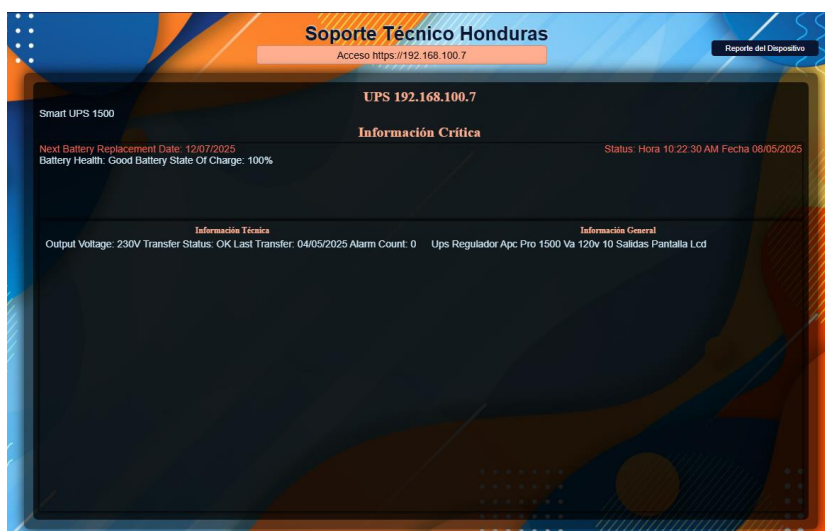 Soporte Técnico Honduras
Acceso https://192.168.100.7
Reporte del Dispositivo
UPS 192.168.100.7
Smart UPS 1500
Información Crítica
Next Battery Replacement Date: 12/07/2025
Status: Hora 10:22:30 AM Fecha 08/05/2025
Battery Health: Good Battery State Of Charge: 100%
Información Técnica
Output Voltage: 230V Transfer Status: OK Last Transfer: 04/05/2025 Alarm Count: 0
Información General
Ups Regulador Apc Pro 1500 Va 120v 10 Salidas Pantalla Lcd